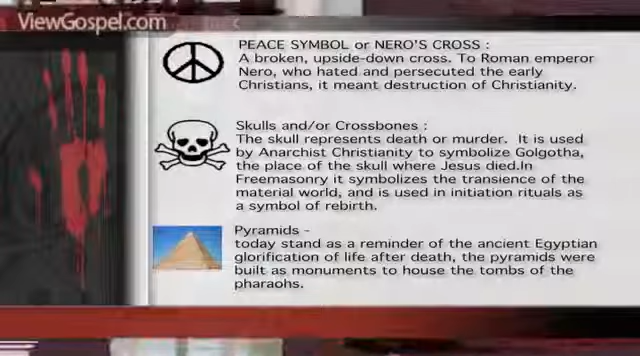 ViewGospel.com
PEACE SYMBOL or NERO'S CROSS :
A broken, upside-down cross. To Roman emperor
Nero, who hated and persecuted the early
Christians, it meant destruction of Christianity.
Skulls and/or Crossbones :
The skull represents death or murder. It is used
by Anarchist Christianity to symbolize Golgotha,
the place of the skull where Jesus died.In
Freemasonry it symbolizes the transience of the
material world, and is used in initiation rituals as
a symbol of rebirth.
Pyramids -
today stand as a reminder of the ancient Egyptian
glorification of life after death, the pyramids were
built as monuments to house the tombs of the
pharaohs.